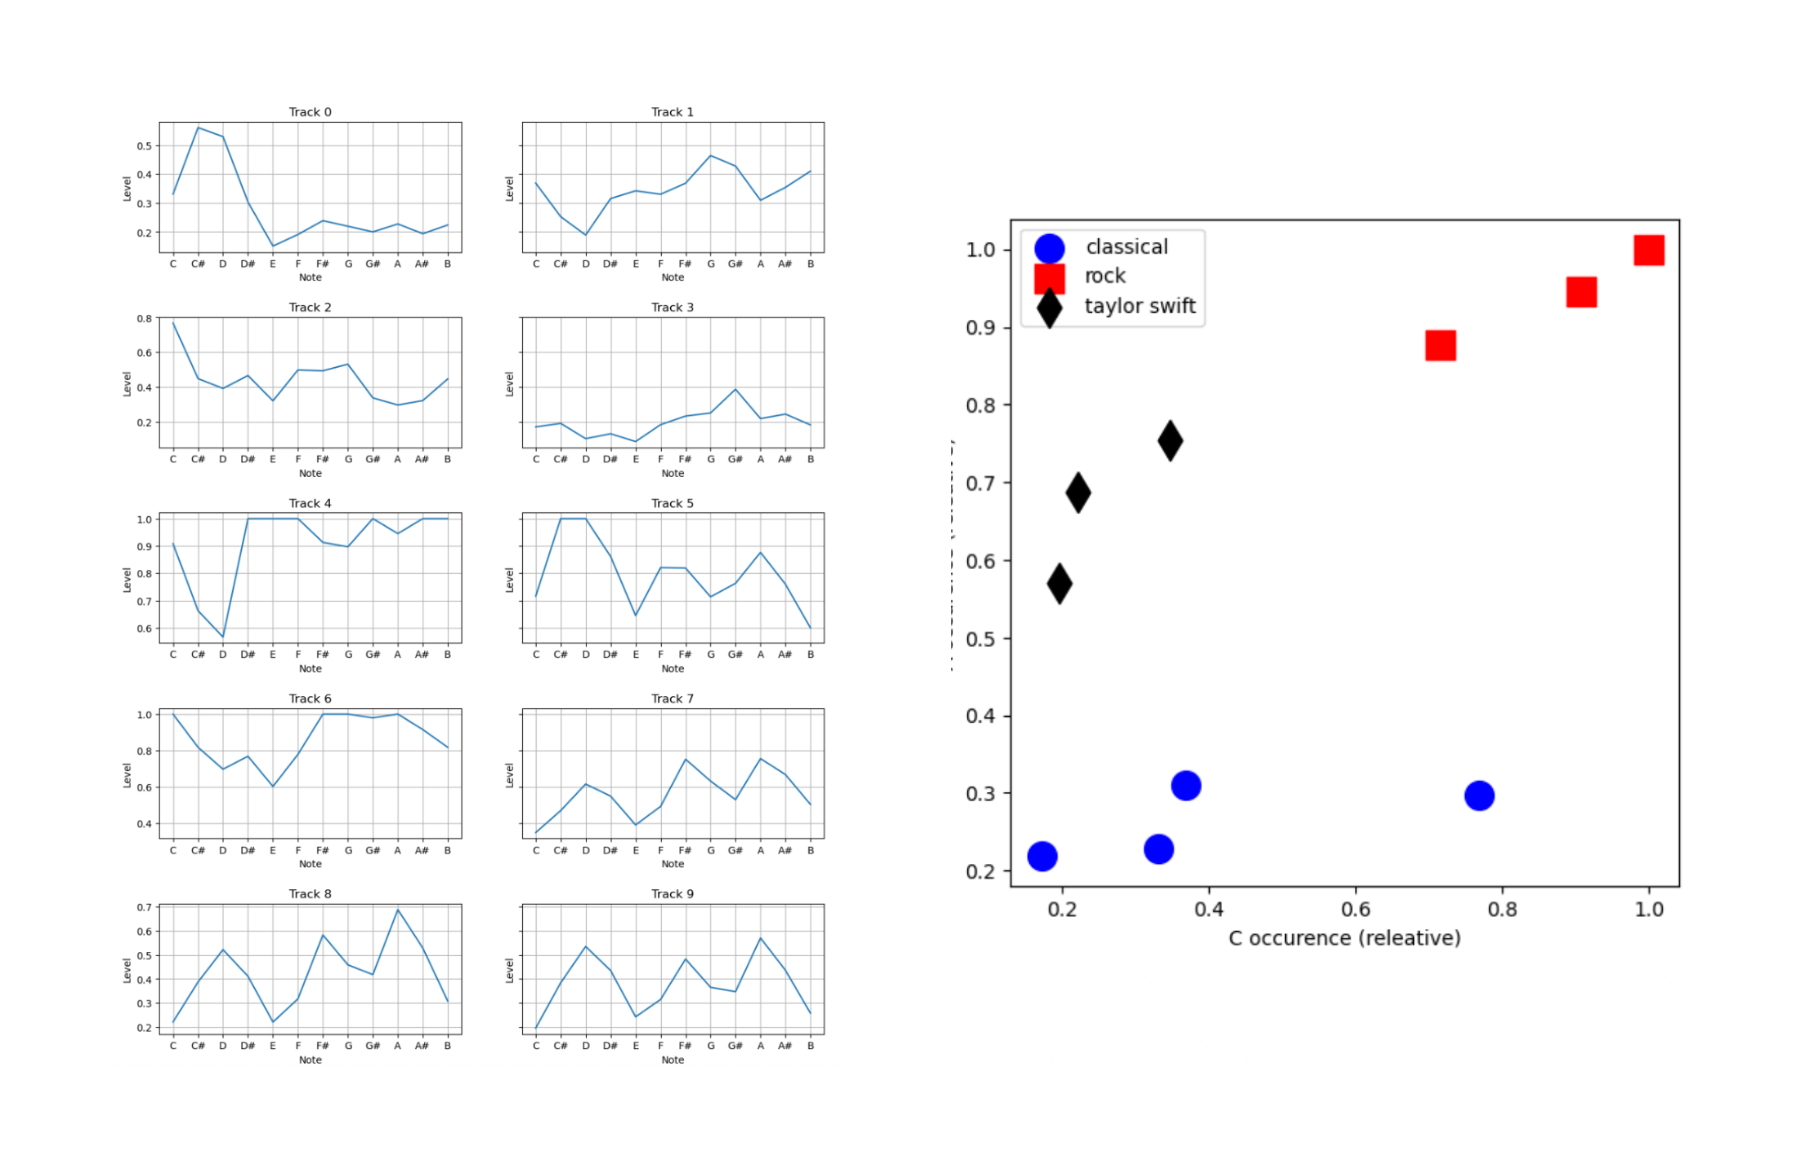 Track 0
0.5
0.4
0.3
0.2
Level
C C# D D# E F F# G G# A A# B
Note
Track 1
Level
C C# D D# E F F# G G# A A# B
Note
Track 2
0.8
0.6
0.4
0.2
Level
C C# D D# E F F# G G# A A# B
Note
Track 3
Level
C C# D D# E F F# G G# A A# B
Note
Track 4
1.0
0.9
0.8
0.7
0.6
Level
C C# D D# E F F# G G# A A# B
Note
Track 5
Level
C C# D D# E F F# G G# A A# B
Note
Track 6
1.0
0.8
0.6
0.4
Level
C C# D D# E F F# G G# A A# B
Note
Track 7
Level
C C# D D# E F F# G G# A A# B
Note
Track 8
0.7
0.6
0.5
0.4
0.3
0.2
Level
C C# D D# E F F# G G# A A# B
Note
Track 9
Level
C C# D D# E F F# G G# A A# B
Note
classical
rock
taylor swift
1.0
0.9
0.8
0.7
0.6
0.5
0.4
0.3
0.2
0.2 0.4 0.6 0.8 1.0
C occurence (releative)